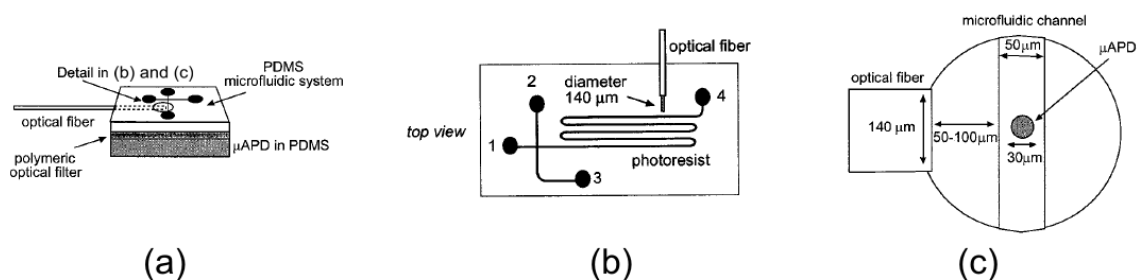 Detail in (b) and (c)
PDMS
microfluidic system
optical fiber
polymeric
optical filter
μAPD in PDMS
(a)
optical fiber
diameter
140 μm
2
4
top view
1
photoresist
3
(b)
microfluidic channel
50μm
μAPD
optical fiber
140 μm
50-100μm
30μm
(c)